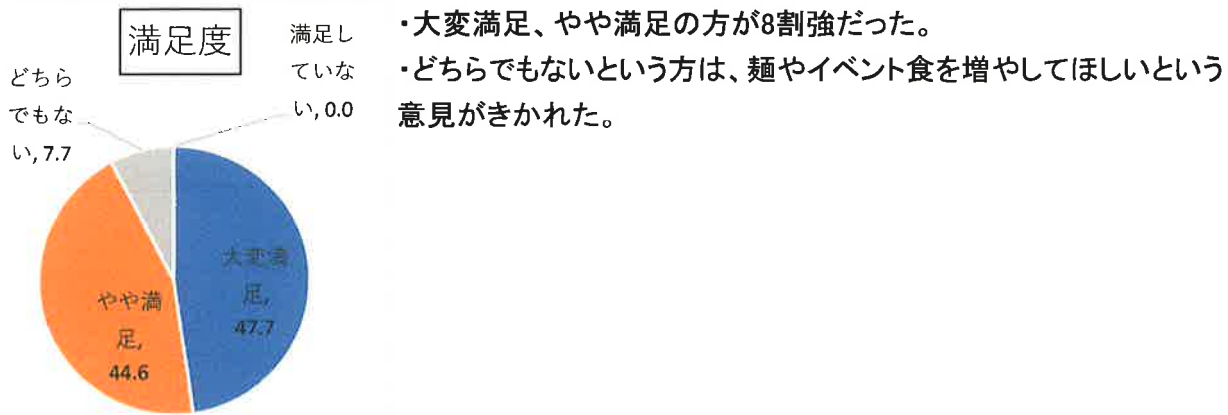 満足度
満足し
ていな
い, 0.0
どちら
でもな
い, 7.7
大変満
足,
47.7
やや満
足,
44.6
・大変満足、やや満足の方が8割強だった。
・どちらでもないという方は、麺やイベント食を増やしてほしいという
意見がきかれた。